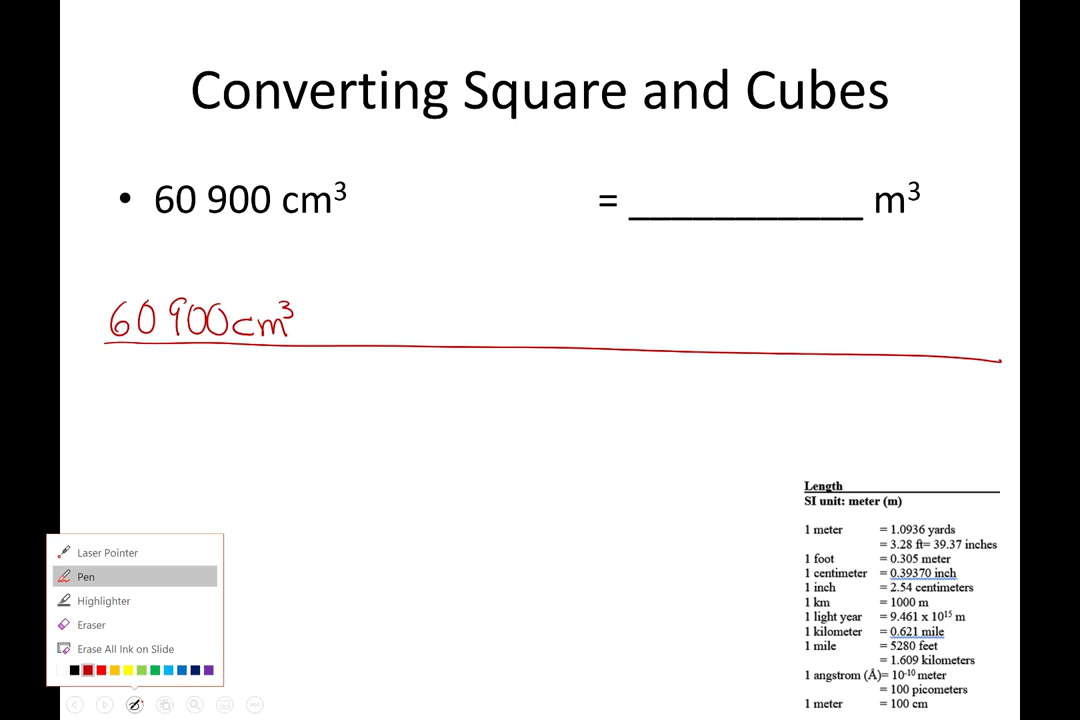 Converting Square and Cubes
• 60 900 cm³ = ___________ m³
60 900 cm³
Length
SI unit: meter (m)
1 meter = 1.0936 yards
= 3.28 ft= 39.37 inches
1 foot = 0.305 meter
1 centimeter = 0.39370 inch
1 inch = 2.54 centimeters
1 km = 1000 m
1 light year = 9.461 x 10¹⁵ m
1 kilometer = 0.621 mile
1 mile = 5280 feet
= 1.609 kilometers
1 angstrom (Å)= 10⁻¹⁰ meter
= 100 picometers
1 meter = 100 cm
Laser Pointer
Pen
Highlighter
Eraser
Erase All Ink on Slide